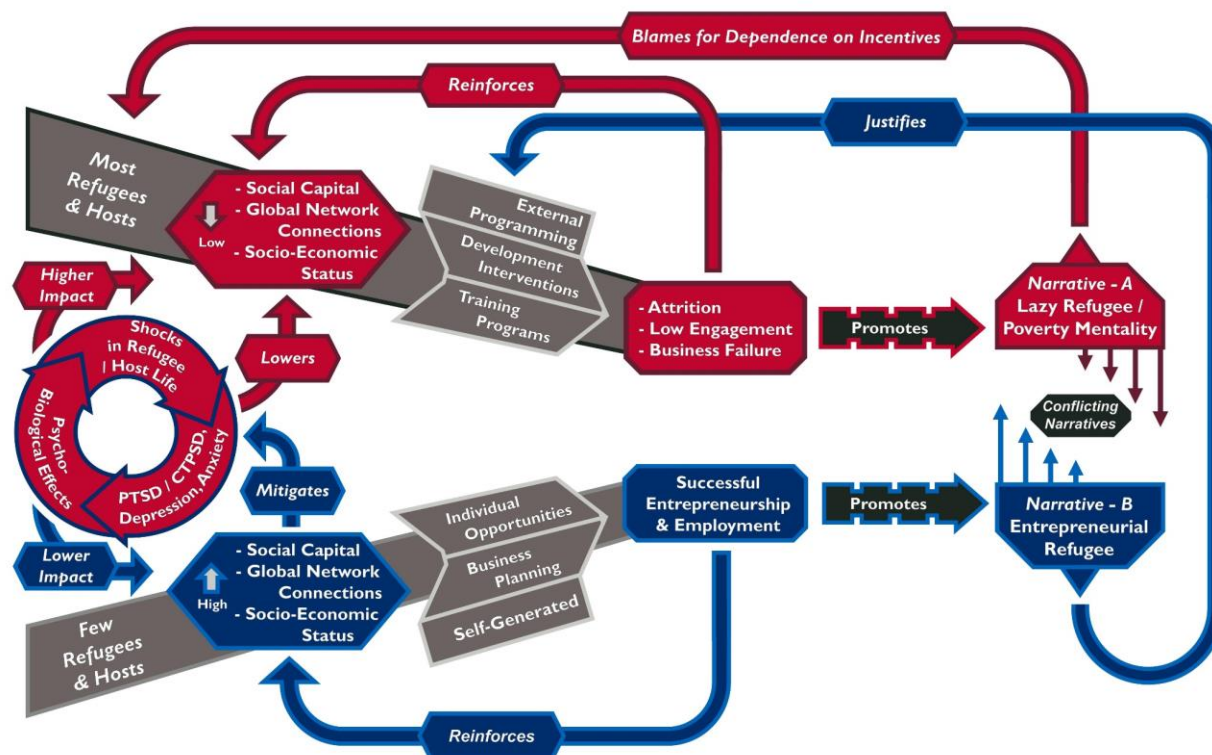 Blames for Dependence on Incentives
Reinforces
Justifies
Most
Refugees
& Hosts
- Social Capital
- Global Network
Connections
- Socio-Economic
Status
Low
External
Programming
Development
Interventions
Training
Programs
Higher
Impact
Lowers
- Attrition
- Low Engagement
- Business Failure
Promotes
Narrative - A
Lazy Refugee /
Poverty Mentality
Shocks
in Refugee
/ Host Life
PTSD / CTPSD,
Depression, Anxiety
Psycho-
Biological Effects
Conflicting
Narratives
Mitigates
Lower
Impact
Few
Refugees
& Hosts
- Social Capital
- Global Network
Connections
- Socio-Economic
Status
High
Individual
Opportunities
Business
Planning
Self-Generated
Successful
Entrepreneurship
& Employment
Promotes
Narrative - B
Entrepreneurial
Refugee
Reinforces